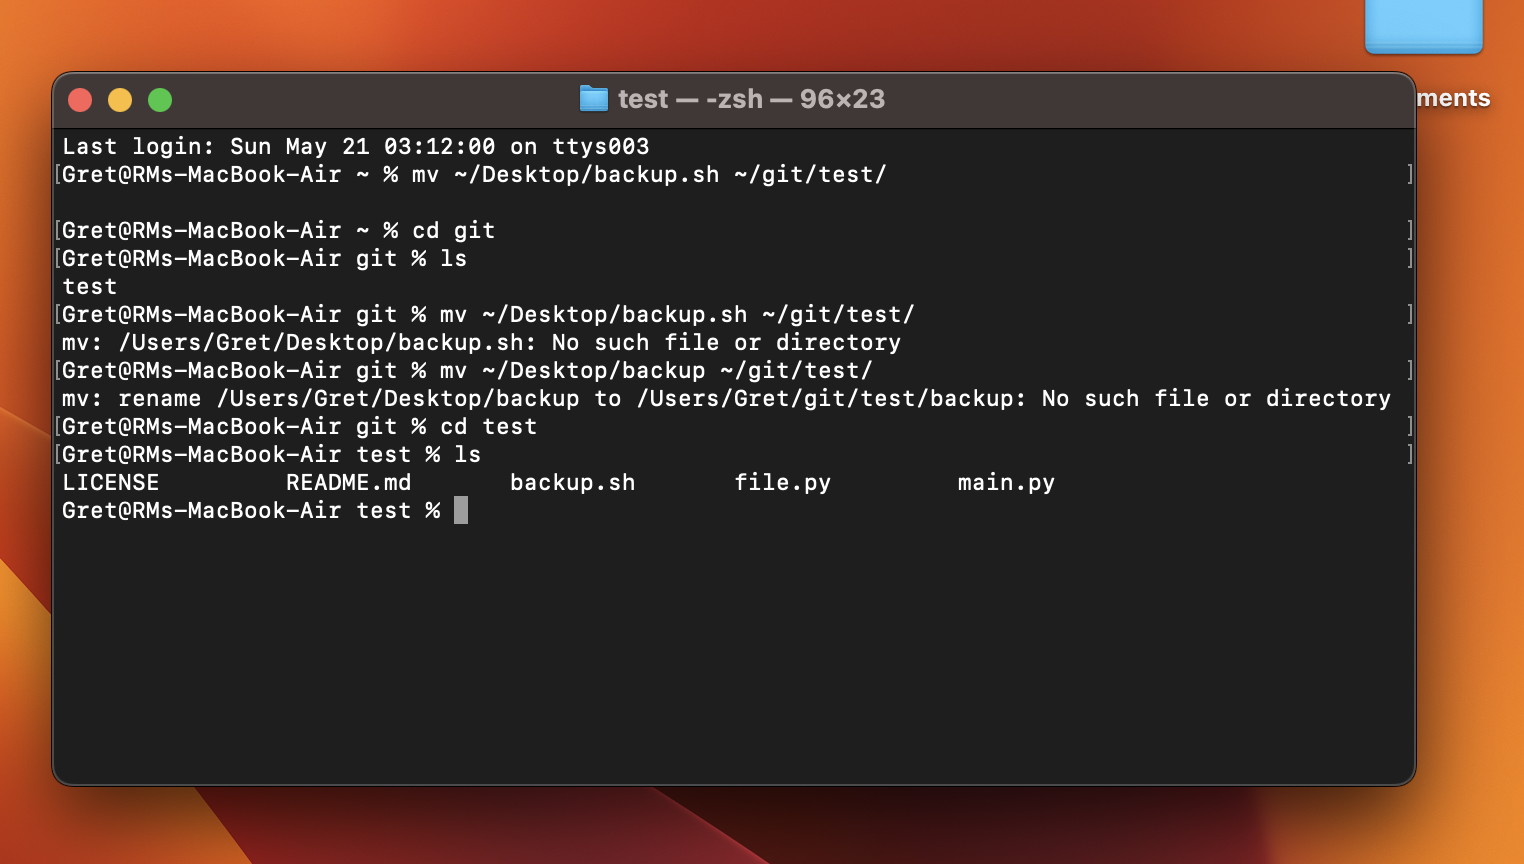 ments
test — -zsh — 96×23
Last login: Sun May 21 03:12:00 on ttys003
[Gret@RMs-MacBook-Air ~ % mv ~/Desktop/backup.sh ~/git/test/ ]
[Gret@RMs-MacBook-Air ~ % cd git ]
[Gret@RMs-MacBook-Air git % ls ]
test
[Gret@RMs-MacBook-Air git % mv ~/Desktop/backup.sh ~/git/test/ ]
mv: /Users/Gret/Desktop/backup.sh: No such file or directory
[Gret@RMs-MacBook-Air git % mv ~/Desktop/backup ~/git/test/ ]
mv: rename /Users/Gret/Desktop/backup to /Users/Gret/git/test/backup: No such file or directory
[Gret@RMs-MacBook-Air git % cd test ]
[Gret@RMs-MacBook-Air test % ls ]
LICENSE README.md backup.sh file.py main.py
Gret@RMs-MacBook-Air test %